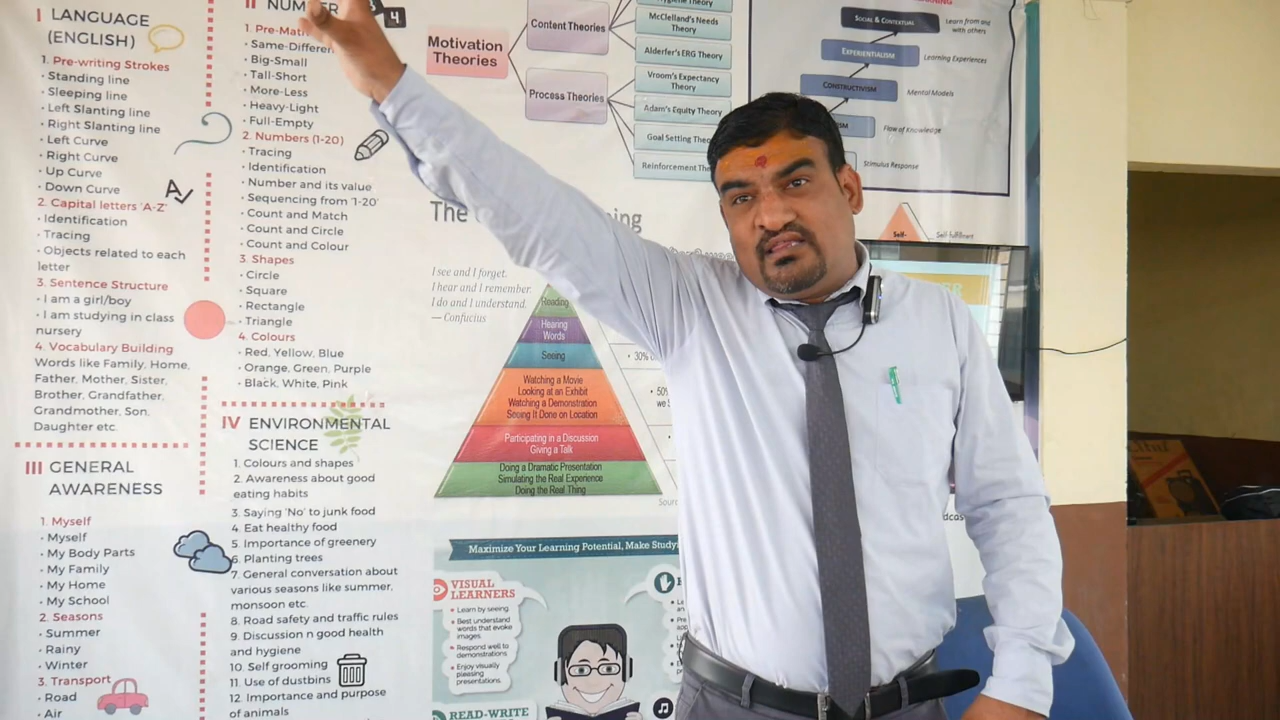 I LANGUAGE
(ENGLISH)
1. Pre-writing Strokes
• Standing line
• Sleeping line
• Left Slanting line
• Right Slanting line
• Left Curve
• Right Curve
• Up Curve
• Down Curve
2. Capital letters 'A-Z'
• Identification
• Tracing
• Objects related to each
letter
3. Sentence Structure
• I am a girl/boy
• I am studying in class
nursery
4. Vocabulary Building
Words like Family, Home,
Father, Mother, Sister,
Brother, Grandfather,
Grandmother, Son,
Daughter etc.
III GENERAL
AWARENESS
1. Myself
• Myself
• My Body Parts
• My Family
• My Home
• My School
2. Seasons
• Summer
• Rainy
• Winter
3. Transport
• Road
• Air
II
4
1.
• Big-Small
• Tall-Short
• More-Less
• Heavy-Light
• Full-Empty
2. Numbers (1-20)
• Tracing
• Identification
• Number and its value
• Sequencing from '1-20'
• Count and Match
• Count and Circle
• Count and Colour
3. Shapes
• Circle
• Square
• Rectangle
• Triangle
4. Colours
• Red, Yellow, Blue
• Orange, Green, Purple
• Black, White, Pink
IV ENVIRONMENTAL
SCIENCE
1. Colours and shapes
2. Awareness about good
eating habits
3. Saying 'No' to junk food
4. Eat healthy food
5. Importance of greenery
6. Planting trees
7. General conversation about
various seasons like summer,
monsoon etc.
8. Road safety and traffic rules
9. Discussion n good health
and hygiene
10. Self grooming
11. Use of dustbins
12. Importance and purpose
of animals
Motivation
Theories
Content Theories
Process Theories
McClelland's Needs
Theory
Alderfer's ERG Theory
Vroom's Expectancy
Theory
Adam's Equity Theory
Goal Setting
Reinforcement
SOCIAL & CONTEXTUAL
Learn from and
with others
EXPERIENTIALISM
Learning Experiences
CONSTRUCTIVISM
Mental Models
Flow of Knowledge
Stimulus Response
Self-
Self-fulfillment
The
I see and I forget.
I hear and I remember.
I do and I understand.
— Confucius
Reading
Hearing
Words
Seeing
Watching a Movie
Looking at an Exhibit
Watching a Demonstration
Seeing It Done on Location
Participating in a Discussion
Giving a Talk
Doing a Dramatic Presentation
Simulating the Real Experience
Doing the Real Thing
• 30%
Maximize Your Learning Potential, Make
VISUAL
LEARNERS
• Learn by seeing
• Best understand
words that evoke
images.
• Respond well to
demonstrations.
• Enjoy visually
pleasing
presentations.
READ-WRITE